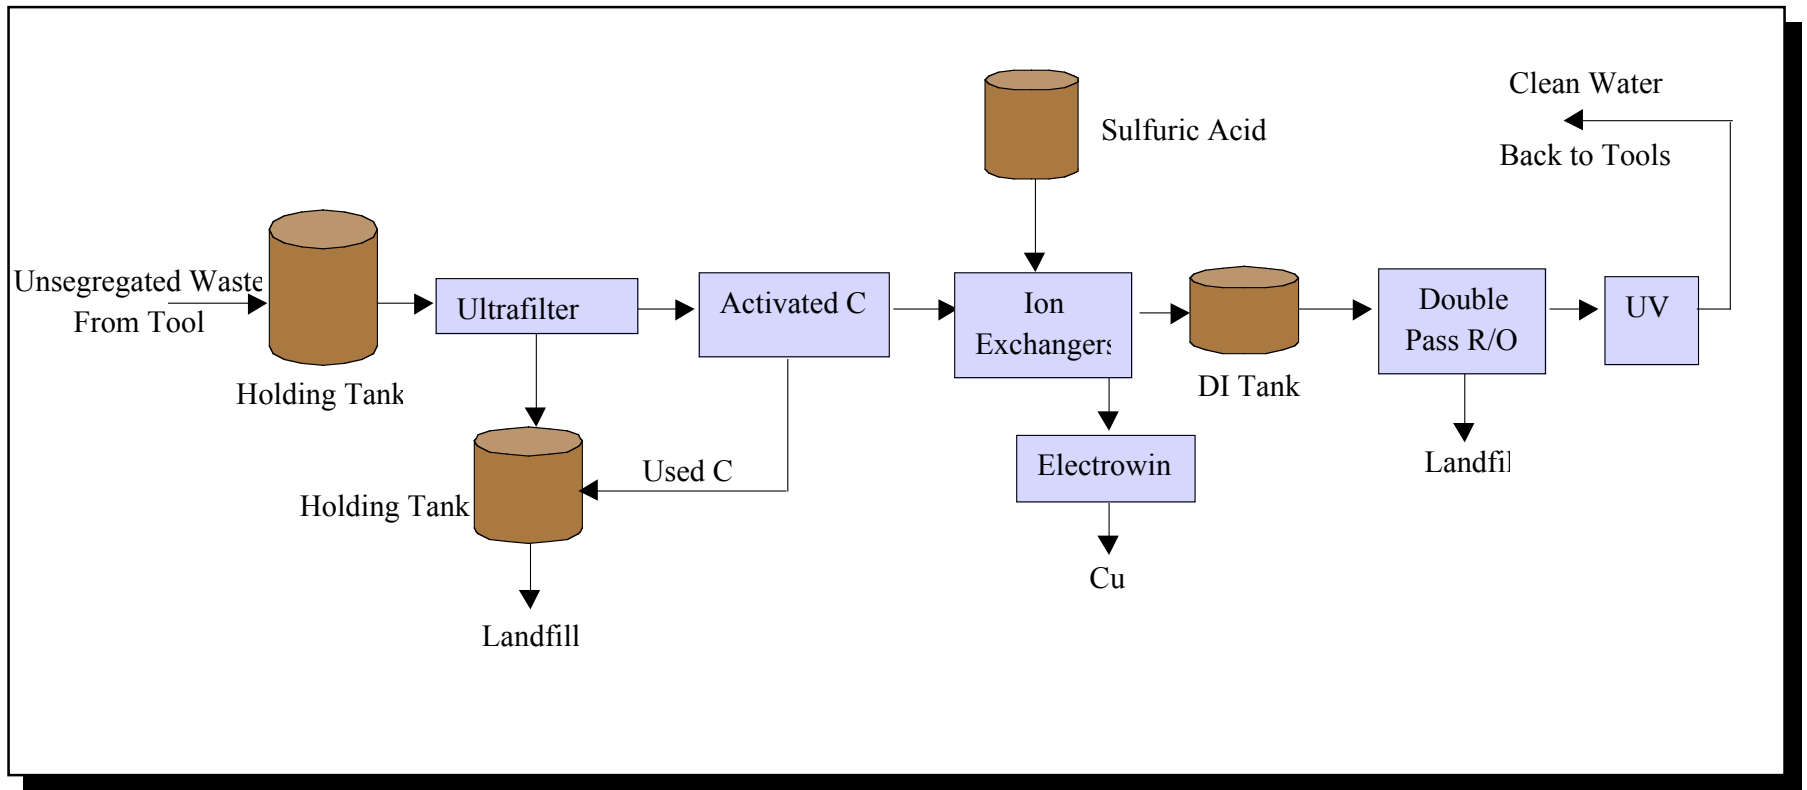 Clean Water
Sulfuric Acid
Back to Tools
Unsegregated Waste
From Tool
Ultrafilter
Activated C
Ion
Exchangers
Double
Pass R/O
UV
Holding Tank
DI Tank
Electrowin
Used C
Landfil
Holding Tank
Cu
Landfill